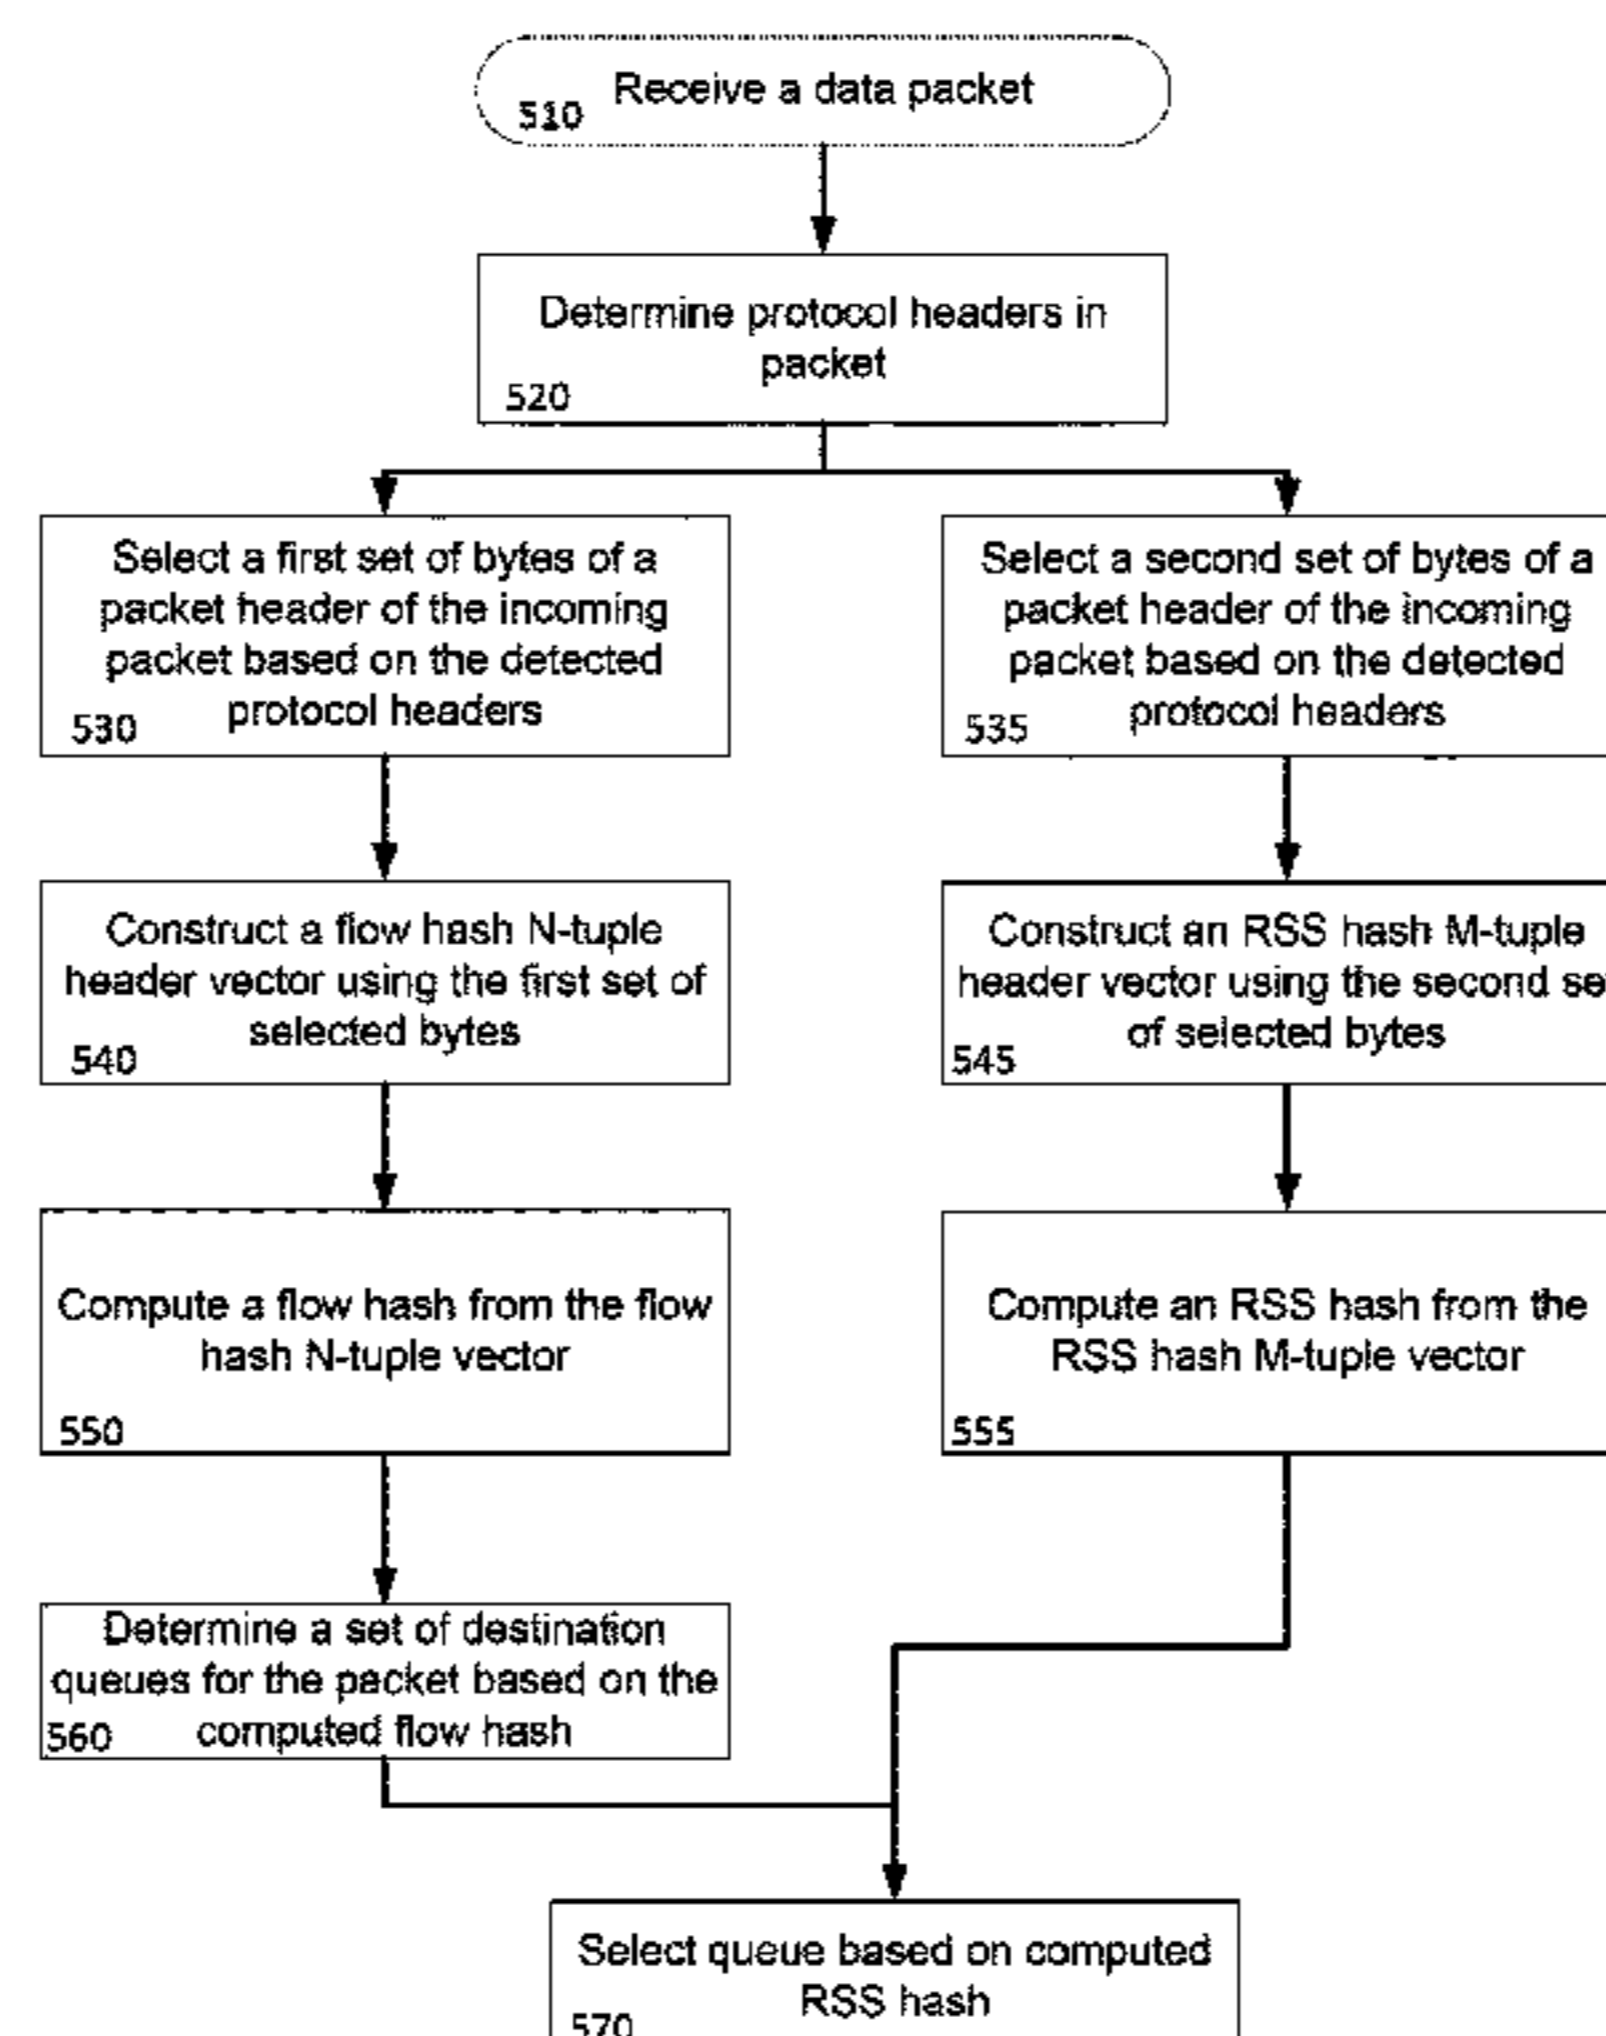 Receive a data packet
510
Determine protocol headers in
packet
520
Select a first set of bytes of a
packet header of the incoming
packet based on the detected
protocol headers
530
Select a second set of bytes of a
packet header of the incoming
packet based on the detected
protocol headers
535
Construct a flow hash N-tuple
header vector using the first set of
selected bytes
540
Construct an RSS hash M-tuple
header vector using the second se
of selected bytes
545
Compute a flow hash from the flow
hash N-tuple vector
550
Compute an RSS hash from the
RSS hash M-tuple vector
555
Determine a set of destination
queues for the packet based on the
computed flow hash
560
Select queue based on computed
RSS hash
570